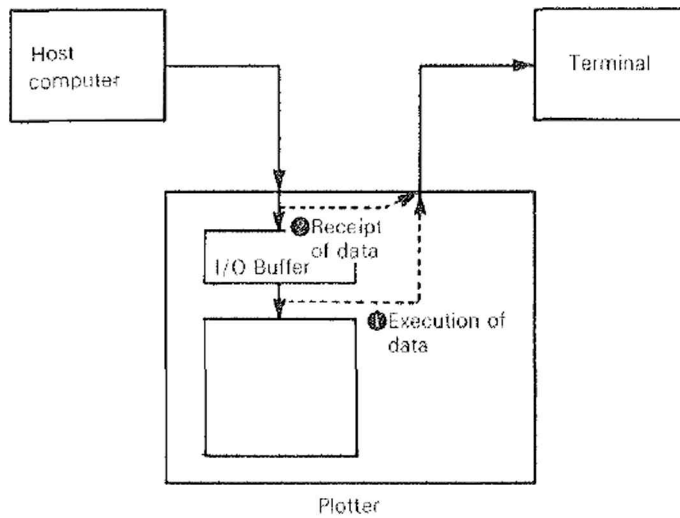 Host
computer
Terminal
❷Receipt
of data
I/O Buffer
❶Execution of
data
Plotter